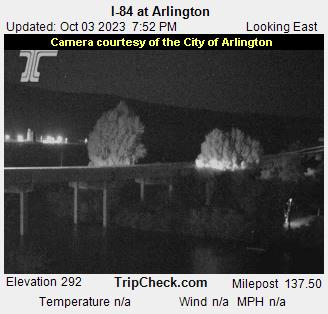 I-84 at Arlington
Updated: Oct 03 2023 7:52 PM Looking East
Camera courtesy of the City of Arlington
Elevation 292 TripCheck.com Milepost 137.50
Temperature n/a Wind n/a MPH n/a